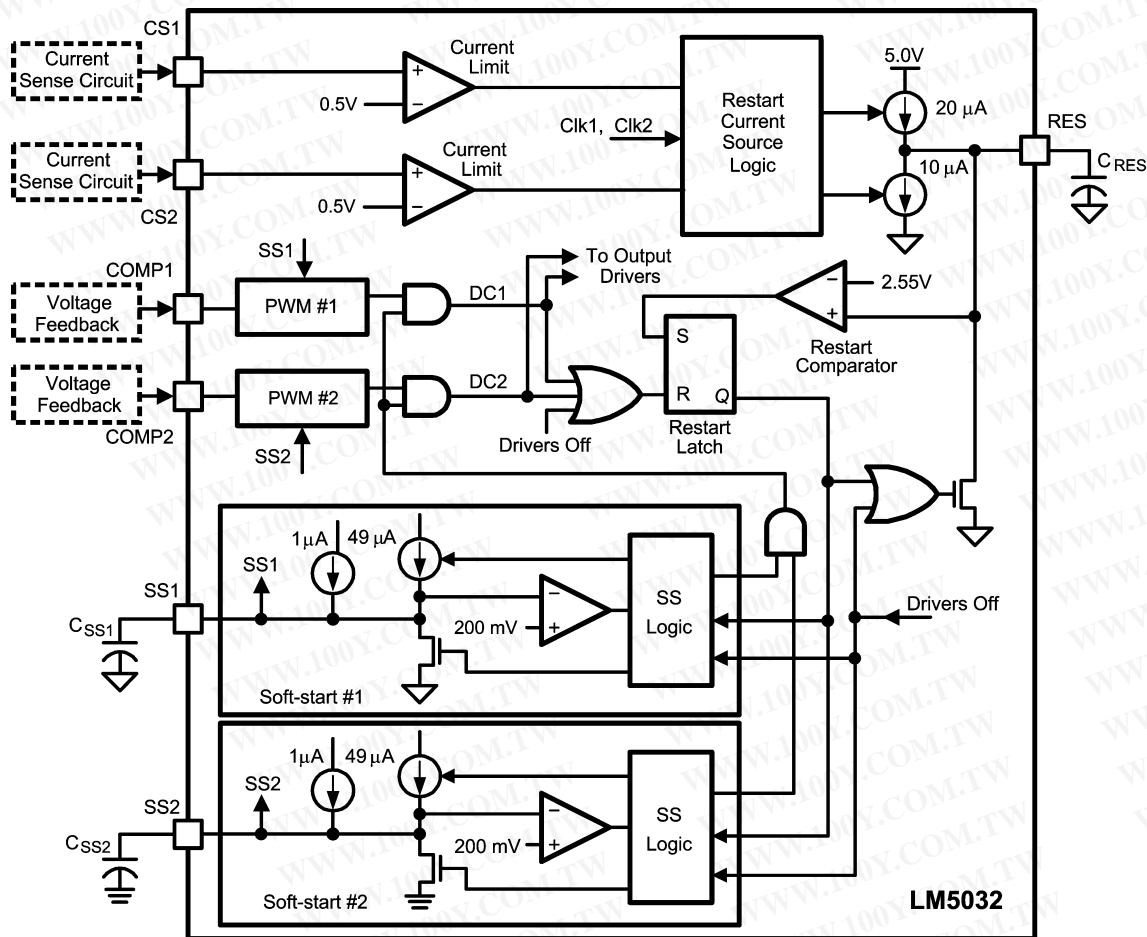 CS1
Current
Sense Circuit
+
0.5V
−
Current
Limit
Clk1, Clk2
Restart
Current
Source
Logic
5.0V
20 µA
10 µA
RES
C RES
Current
Sense Circuit
CS2
+
0.5V
−
Current
Limit
COMP1
Voltage
Feedback
SS1
PWM #1
DC1
To Output
Drivers
−
2.55V
+
Restart
Comparator
Voltage
Feedback
COMP2
PWM #2
SS2
DC2
Drivers Off
S
R
Q
Restart
Latch
1µA
49 µA
SS1
SS1
CSS1
−
200 mV
+
SS
Logic
Drivers Off
Soft-start #1
1µA
49 µA
SS2
SS2
CSS2
−
200 mV
+
SS
Logic
Soft-start #2
LM5032
WWW.100Y.COM.TW